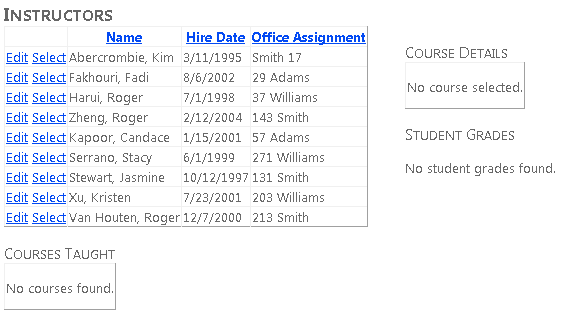 Instructors
Name Hire Date Office Assignment
Edit Select Abercrombie, Kim 3/11/1995 Smith 17
Edit Select Fakhouri, Fadi 8/6/2002 29 Adams
Edit Select Harui, Roger 7/1/1998 37 Williams
Edit Select Zheng, Roger 2/12/2004 143 Smith
Edit Select Kapoor, Candace 1/15/2001 57 Adams
Edit Select Serrano, Stacy 6/1/1999 271 Williams
Edit Select Stewart, Jasmine 10/12/1997 131 Smith
Edit Select Xu, Kristen 7/23/2001 203 Williams
Edit Select Van Houten, Roger 12/7/2000 213 Smith
Courses Taught
No courses found.
Course Details
No course selected.
Student Grades
No student grades found.